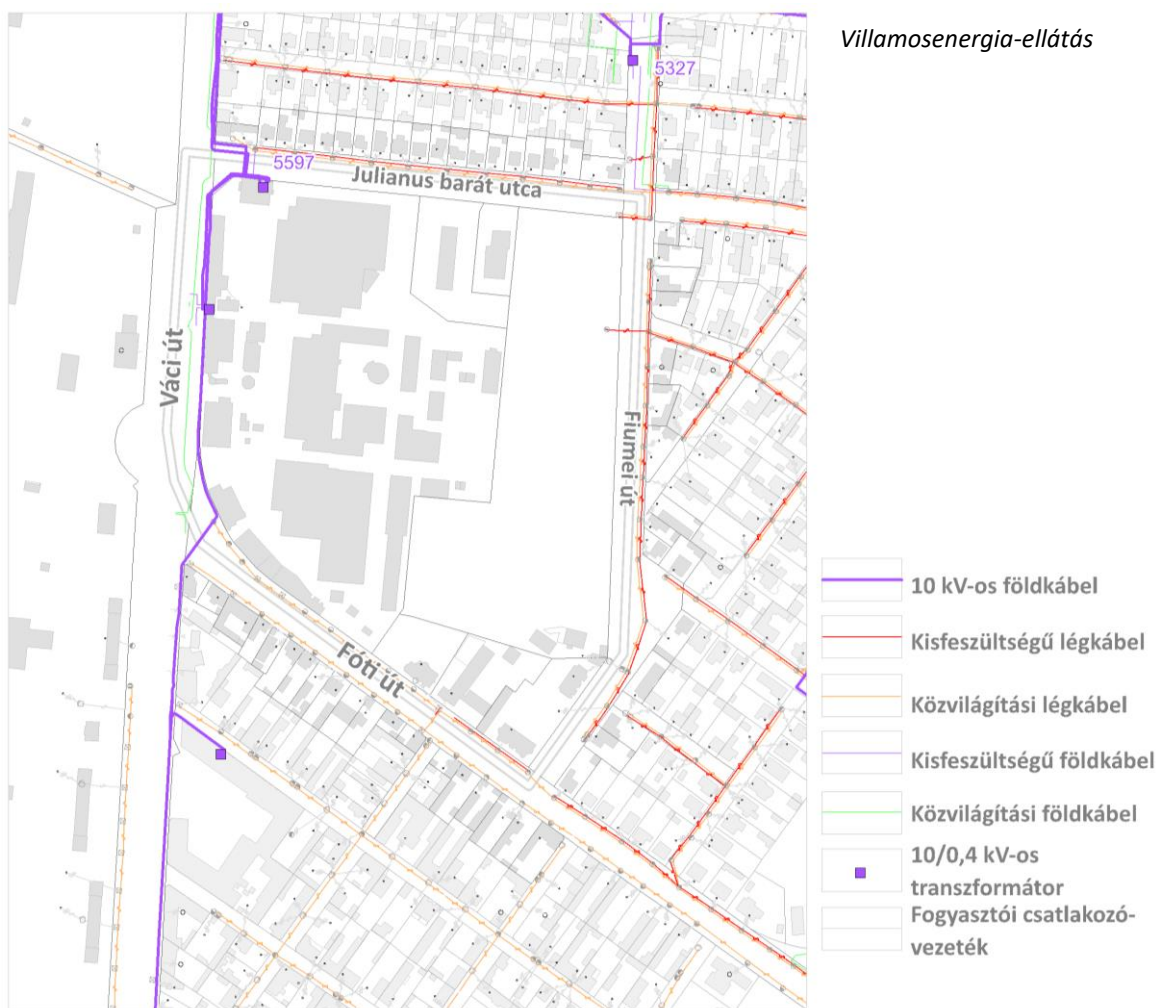 Villamosenergia-ellátás
5327
5597
Julianus barát utca
Váci út
Fiumei út
Fóti út
10 kV-os földkábel
Kisfeszültségű légkábel
Közvilágítási légkábel
Kisfeszültségű földkábel
Közvilágítási földkábel
10/0,4 kV-os
transzformátor
Fogyasztói csatlakozó-
vezeték